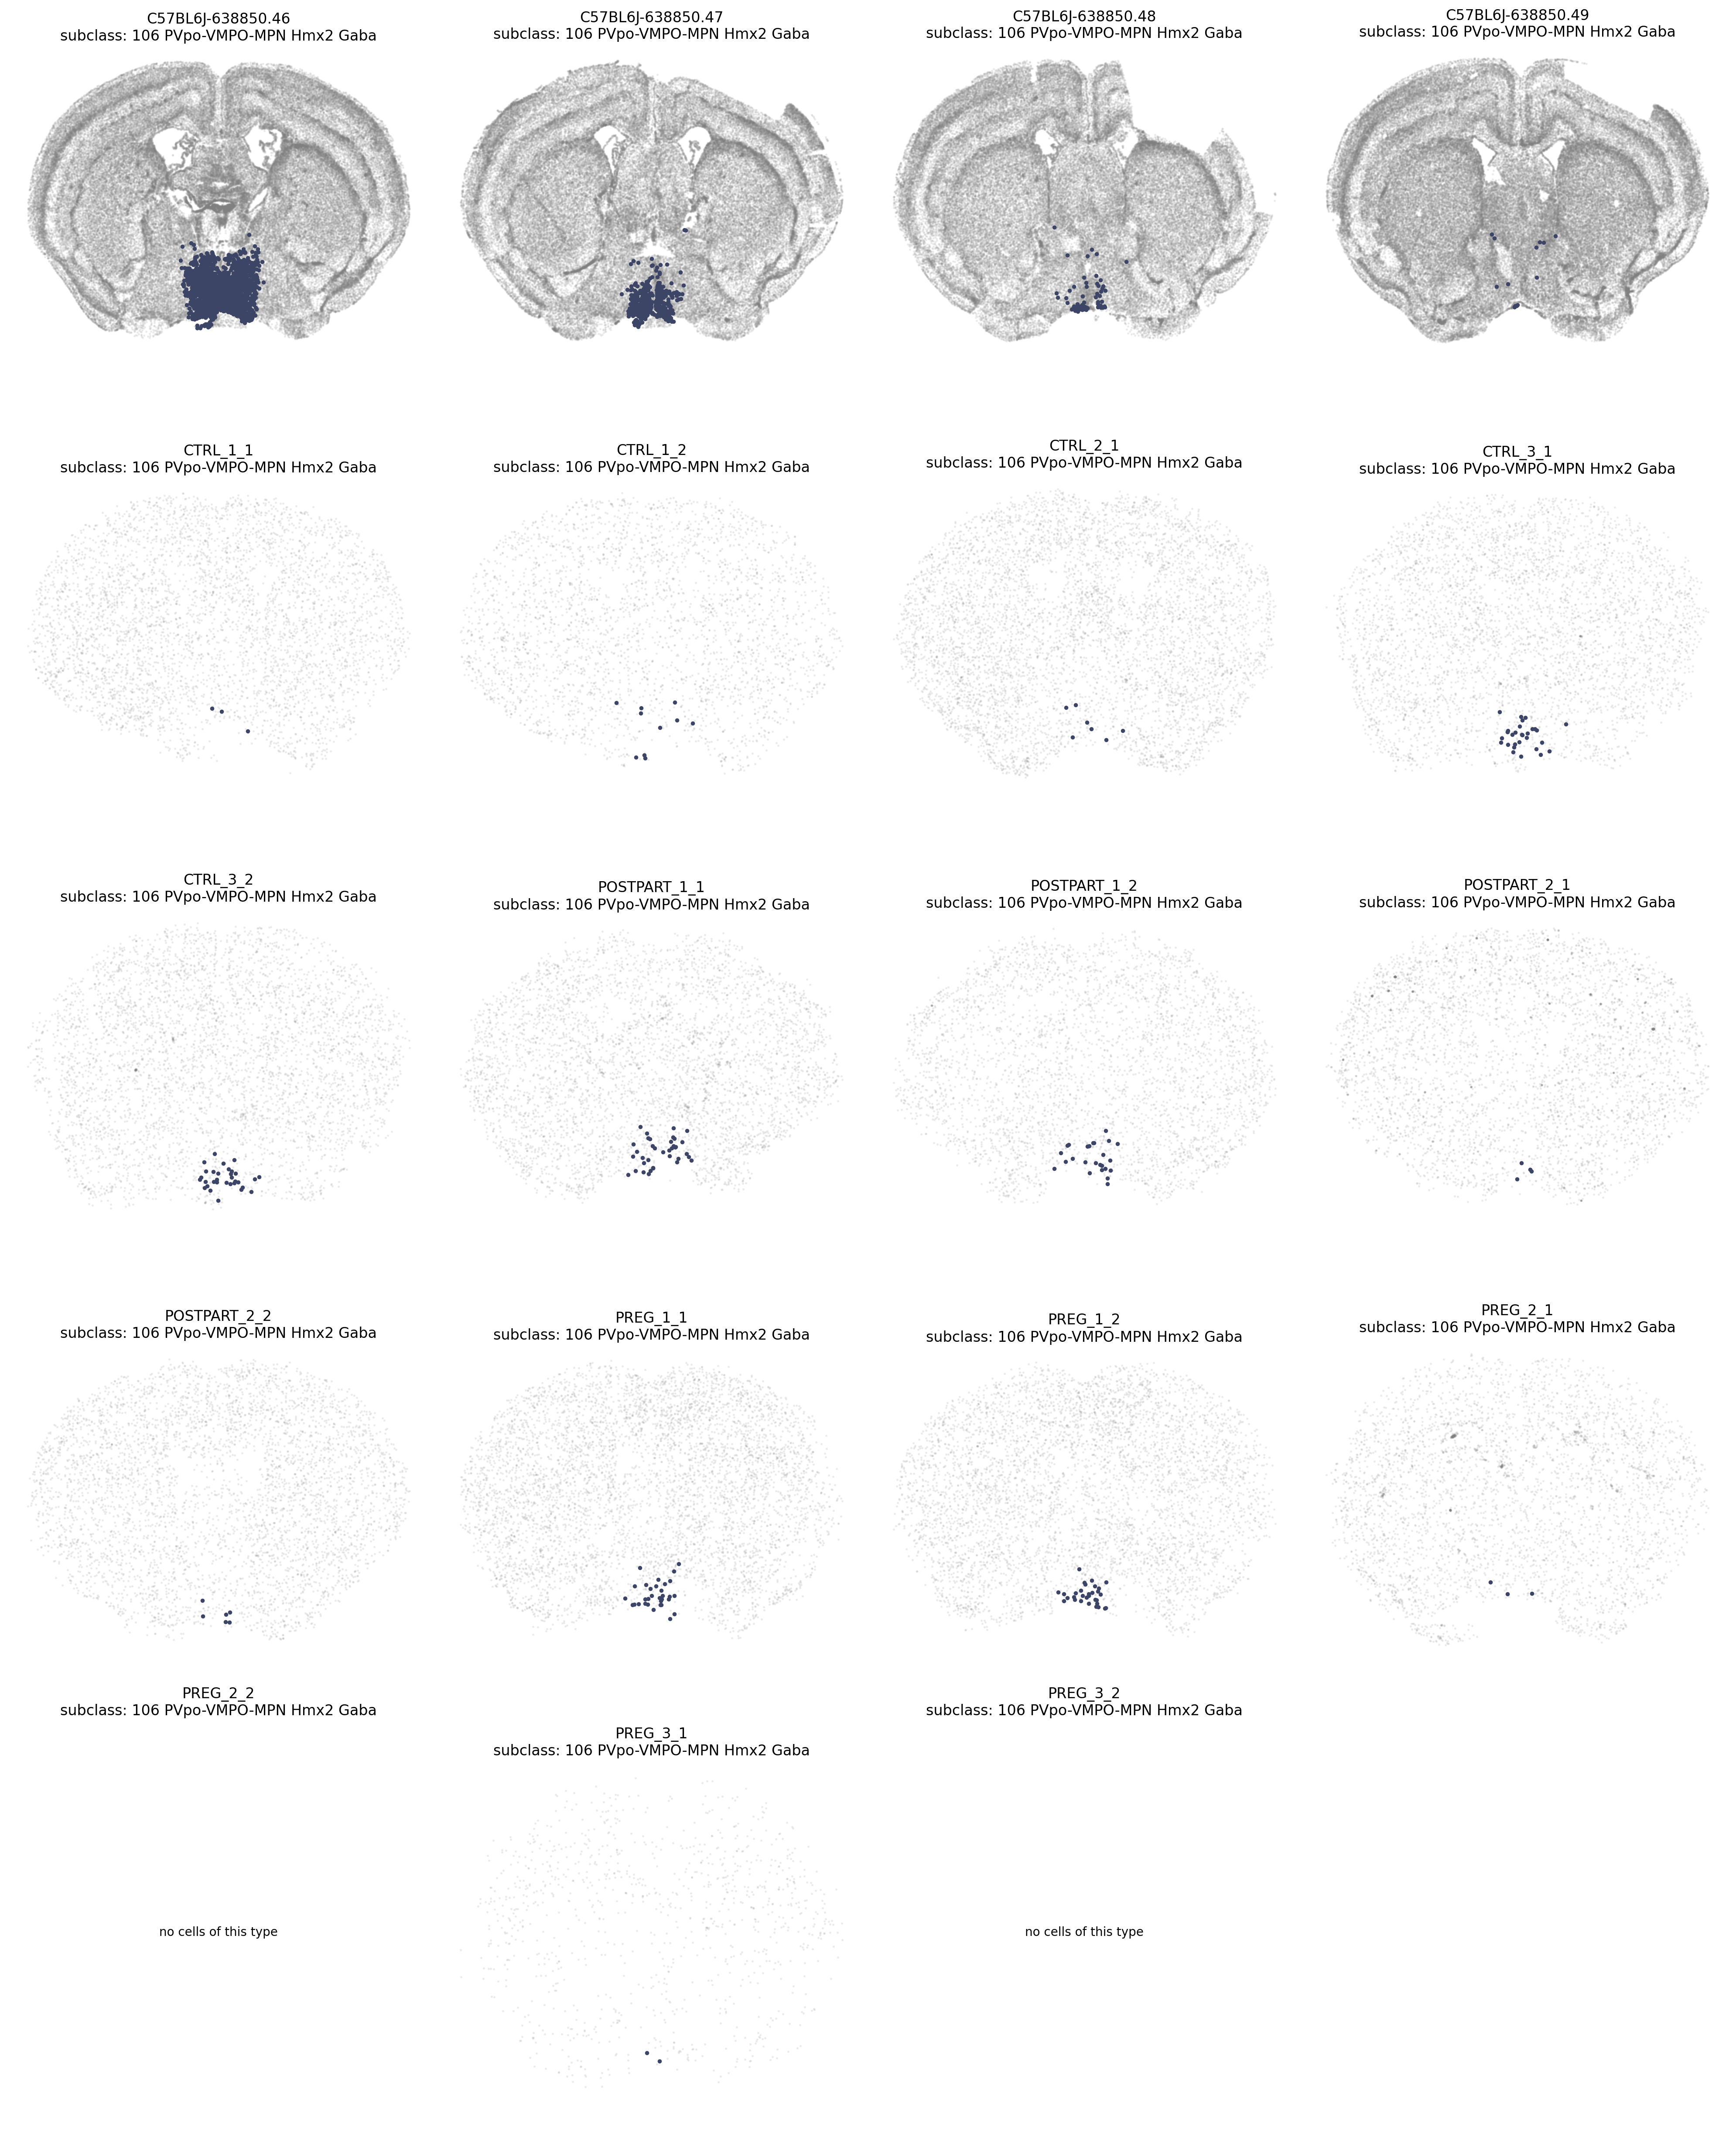 C57BL6J-638850.46
subclass: 106 PVpo-VMPO-MPN Hmx2 Gaba
C57BL6J-638850.47
subclass: 106 PVpo-VMPO-MPN Hmx2 Gaba
C57BL6J-638850.48
subclass: 106 PVpo-VMPO-MPN Hmx2 Gaba
C57BL6J-638850.49
subclass: 106 PVpo-VMPO-MPN Hmx2 Gaba
CTRL_1_1
subclass: 106 PVpo-VMPO-MPN Hmx2 Gaba
CTRL_1_2
subclass: 106 PVpo-VMPO-MPN Hmx2 Gaba
CTRL_2_1
subclass: 106 PVpo-VMPO-MPN Hmx2 Gaba
CTRL_3_1
subclass: 106 PVpo-VMPO-MPN Hmx2 Gaba
CTRL_3_2
subclass: 106 PVpo-VMPO-MPN Hmx2 Gaba
POSTPART_1_1
subclass: 106 PVpo-VMPO-MPN Hmx2 Gaba
POSTPART_1_2
subclass: 106 PVpo-VMPO-MPN Hmx2 Gaba
POSTPART_2_1
subclass: 106 PVpo-VMPO-MPN Hmx2 Gaba
POSTPART_2_2
subclass: 106 PVpo-VMPO-MPN Hmx2 Gaba
PREG_1_1
subclass: 106 PVpo-VMPO-MPN Hmx2 Gaba
PREG_1_2
subclass: 106 PVpo-VMPO-MPN Hmx2 Gaba
PREG_2_1
subclass: 106 PVpo-VMPO-MPN Hmx2 Gaba
PREG_2_2
subclass: 106 PVpo-VMPO-MPN Hmx2 Gaba
no cells of this type
PREG_3_1
subclass: 106 PVpo-VMPO-MPN Hmx2 Gaba
PREG_3_2
subclass: 106 PVpo-VMPO-MPN Hmx2 Gaba
no cells of this type